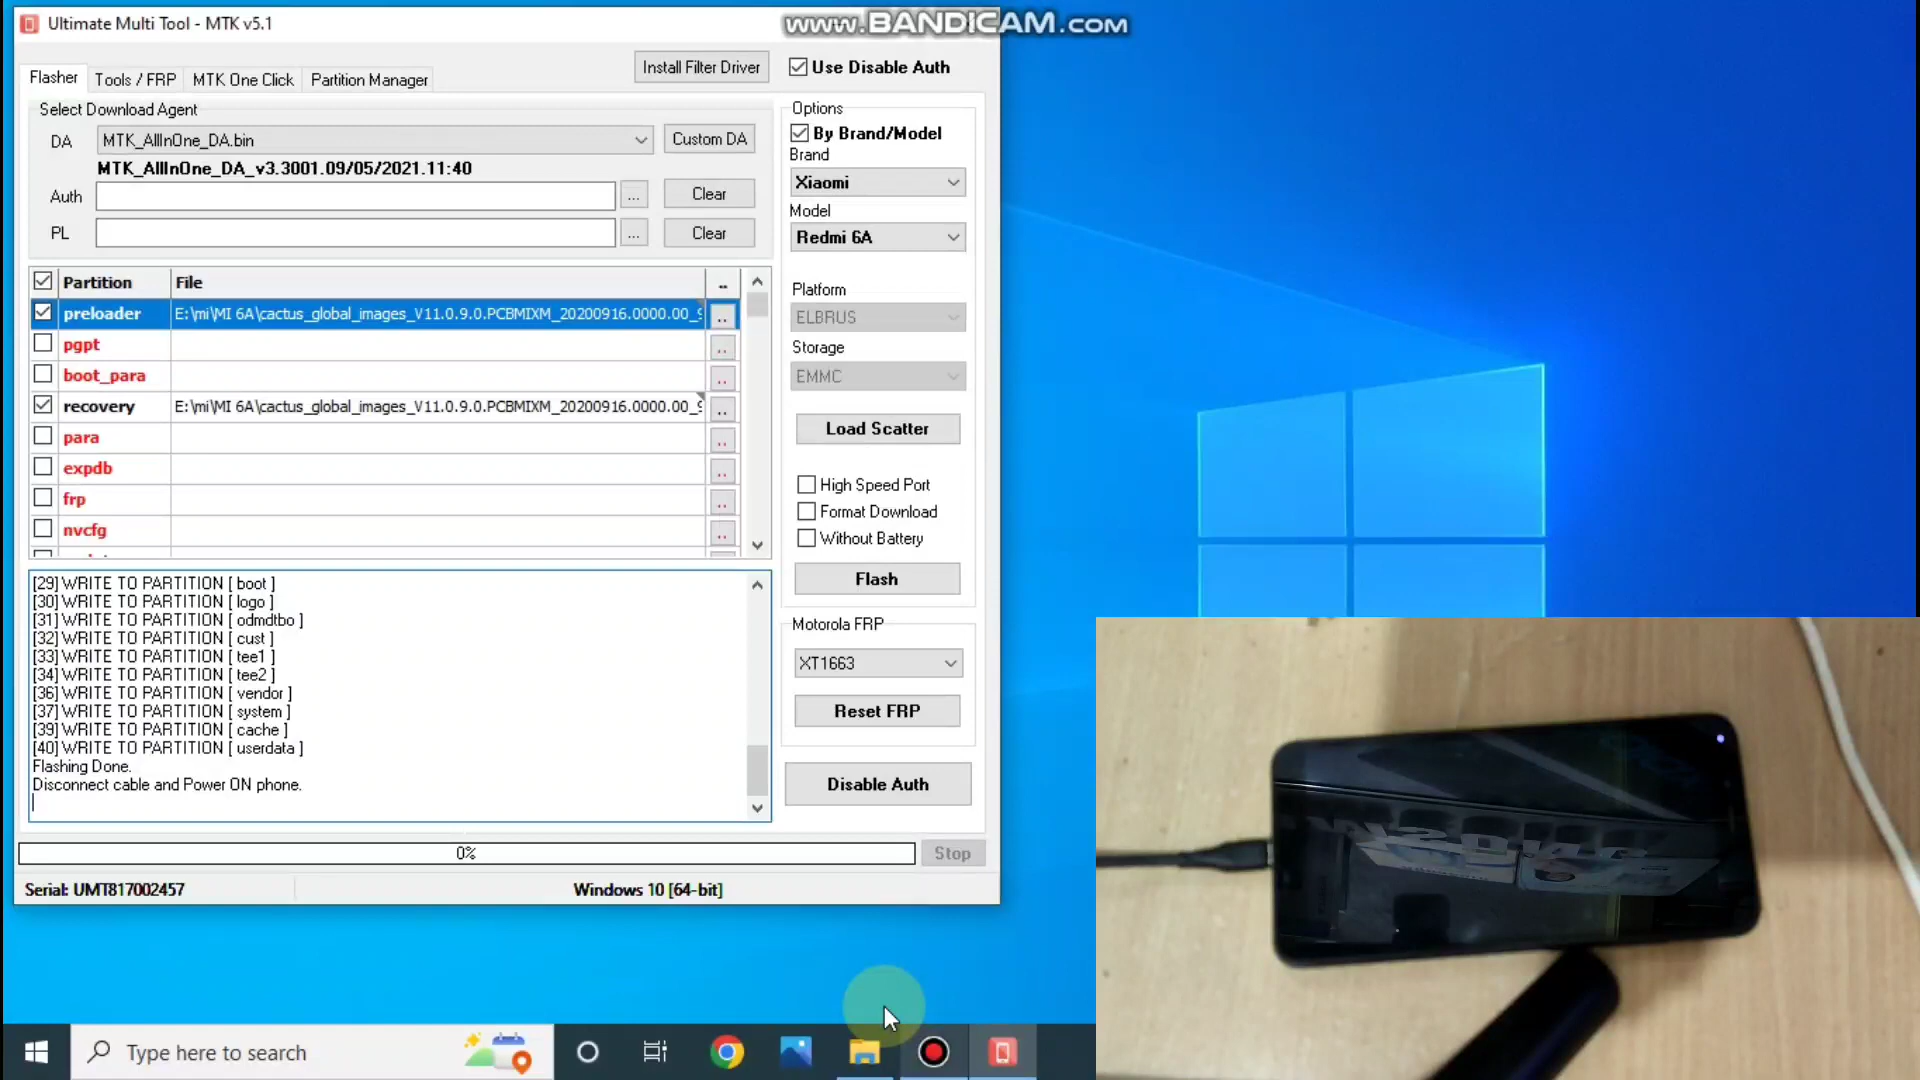 Ultimate Multi Tool - MTK v5.1
www.BANDICAM.com
Flasher
Tools / FRP
MTK One Click
Partition Manager
Install Filter Driver
Use Disable Auth
Select Download Agent
DA
MTK_AllInOne_DA.bin
Custom DA
MTK_AllInOne_DA_v3.3001.09/05/2021.11:40
Auth
...
Clear
PL
...
Clear
Partition
File
..
preloader
E:\mi\MI 6A\cactus_global_images_V11.0.9.0.PCBMIXM_20200916.0000.00_9
..
pgpt
..
boot_para
..
recovery
E:\mi\MI 6A\cactus_global_images_V11.0.9.0.PCBMIXM_20200916.0000.00_9
..
para
..
expdb
..
frp
..
nvcfg
..
[29] WRITE TO PARTITION [ boot ]
[30] WRITE TO PARTITION [ logo ]
[31] WRITE TO PARTITION [ odmdtbo ]
[32] WRITE TO PARTITION [ cust ]
[33] WRITE TO PARTITION [ tee1 ]
[34] WRITE TO PARTITION [ tee2 ]
[36] WRITE TO PARTITION [ vendor ]
[37] WRITE TO PARTITION [ system ]
[39] WRITE TO PARTITION [ cache ]
[40] WRITE TO PARTITION [ userdata ]
Flashing Done.
Disconnect cable and Power ON phone.
Options
By Brand/Model
Brand
Xiaomi
Model
Redmi 6A
Platform
ELBRUS
Storage
EMMC
Load Scatter
High Speed Port
Format Download
Without Battery
Flash
Motorola FRP
XT1663
Reset FRP
Disable Auth
0%
Stop
Serial: UMT817002457
Windows 10 [64-bit]
Type here to search